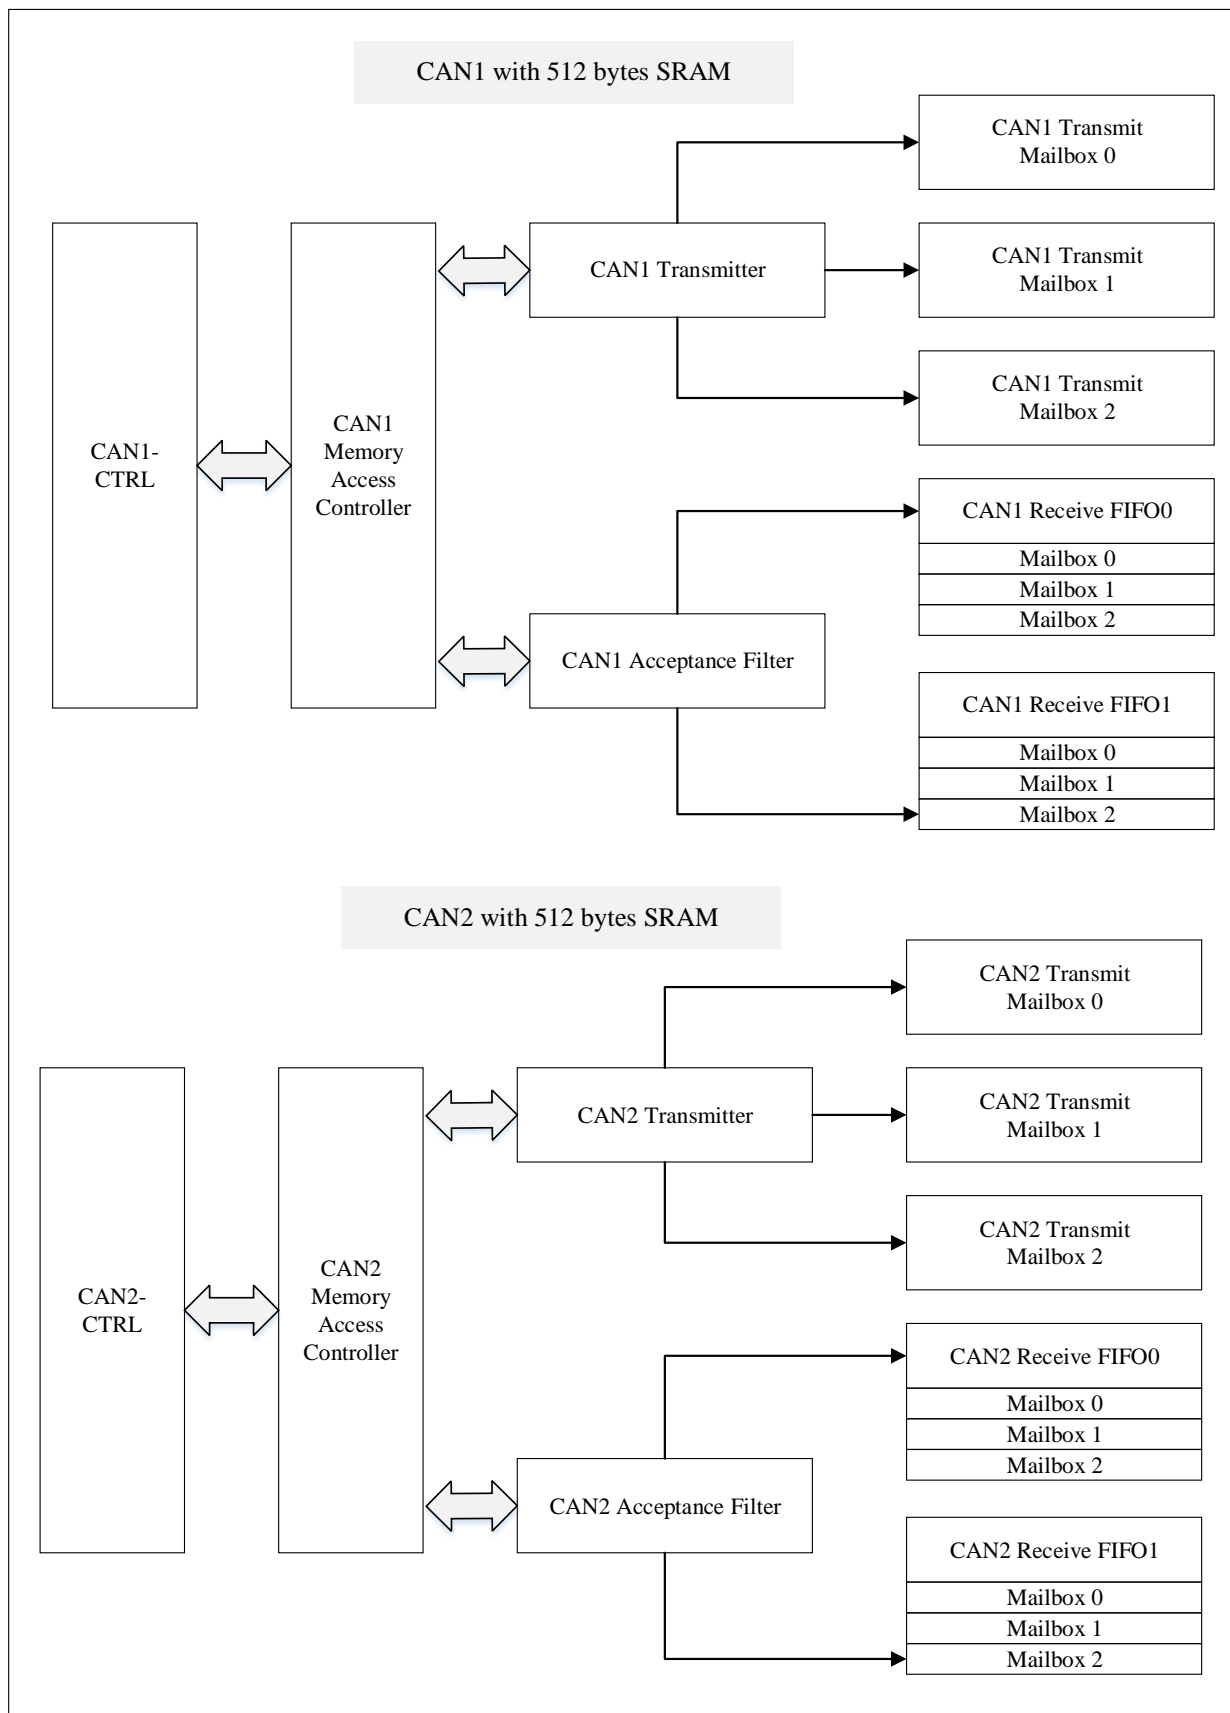 CAN1 with 512 bytes SRAM
CAN1 Transmit
Mailbox 0
CAN1 Transmitter
CAN1 Transmit
Mailbox 1
CAN1 Transmit
Mailbox 2
CAN1-
CTRL
CAN1
Memory
Access
Controller
CAN1 Receive FIFO0
Mailbox 0
Mailbox 1
Mailbox 2
CAN1 Acceptance Filter
CAN1 Receive FIFO1
Mailbox 0
Mailbox 1
Mailbox 2
CAN2 with 512 bytes SRAM
CAN2 Transmit
Mailbox 0
CAN2 Transmitter
CAN2 Transmit
Mailbox 1
CAN2 Transmit
Mailbox 2
CAN2-
CTRL
CAN2
Memory
Access
Controller
CAN2 Receive FIFO0
Mailbox 0
Mailbox 1
Mailbox 2
CAN2 Acceptance Filter
CAN2 Receive FIFO1
Mailbox 0
Mailbox 1
Mailbox 2